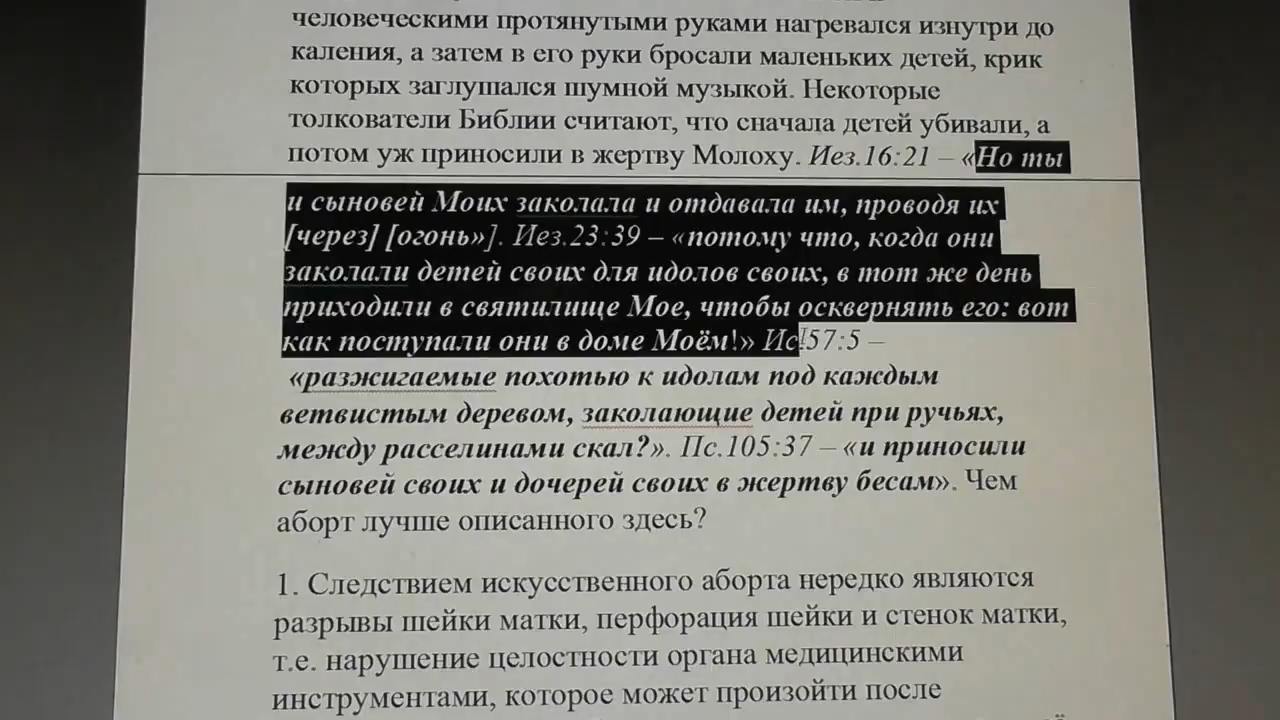 человеческими протянутыми руками нагревался изнутри до
каления, а затем в его руки бросали маленьких детей, крик
которых заглушался шумной музыкой. Некоторые
толкователи Библии считают, что сначала детей убивали, а
потом уж приносили в жертву Молоху. Иез.16:21 – «Но ты
и сыновей Моих заколала и отдавала им, проводя их
[через] [огонь»]. Иез.23:39 – «потому что, когда они
заколали детей своих для идолов своих, в тот же день
приходили в святилище Мое, чтобы осквернять его: вот
как поступали они в доме Моём!» Ис.57:5 –
«разжигаемые похотью к идолам под каждым
ветвистым деревом, заколающие детей при ручьях,
между расселинами скал?». Пс.105:37 – «и приносили
сыновей своих и дочерей своих в жертву бесам». Чем
аборт лучше описанного здесь?
1. Следствием искусственного аборта нередко являются
разрывы шейки матки, перфорация шейки и стенок матки,
т.е. нарушение целостности органа медицинскими
инструментами, которое может произойти после